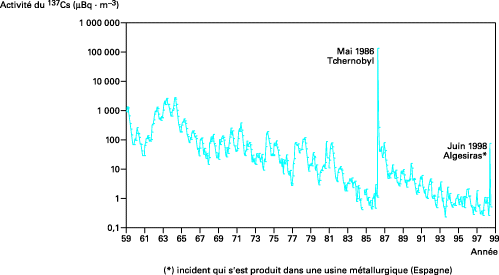 Activité du 137Cs (µBq · m–3)
1 000 000
100 000
10 000
1 000
100
10
1
0,1
Mai 1986
Tchernobyl
Juin 1998
Algesiras*
59 61 63 65 67 69 71 73 75 77 79 81 83 85 87 89 91 93 95 97 99
Année
(*) incident qui s'est produit dans une usine métallurgique (Espagne)